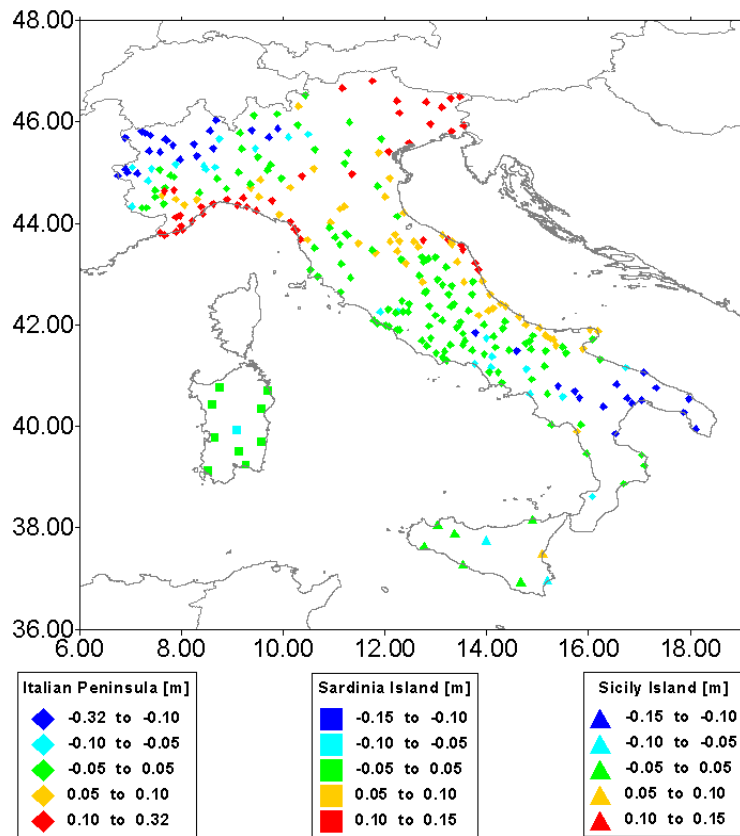 48.00
46.00
44.00
42.00
40.00
38.00
36.00
6.00 8.00 10.00 12.00 14.00 16.00 18.00
Italian Peninsula [m]
-0.32 to -0.10
-0.10 to -0.05
-0.05 to 0.05
0.05 to 0.10
0.10 to 0.32
Sardinia Island [m]
-0.15 to -0.10
-0.10 to -0.05
-0.05 to 0.05
0.05 to 0.10
0.10 to 0.15
Sicily Island [m]
-0.15 to -0.10
-0.10 to -0.05
-0.05 to 0.05
0.05 to 0.10
0.10 to 0.15